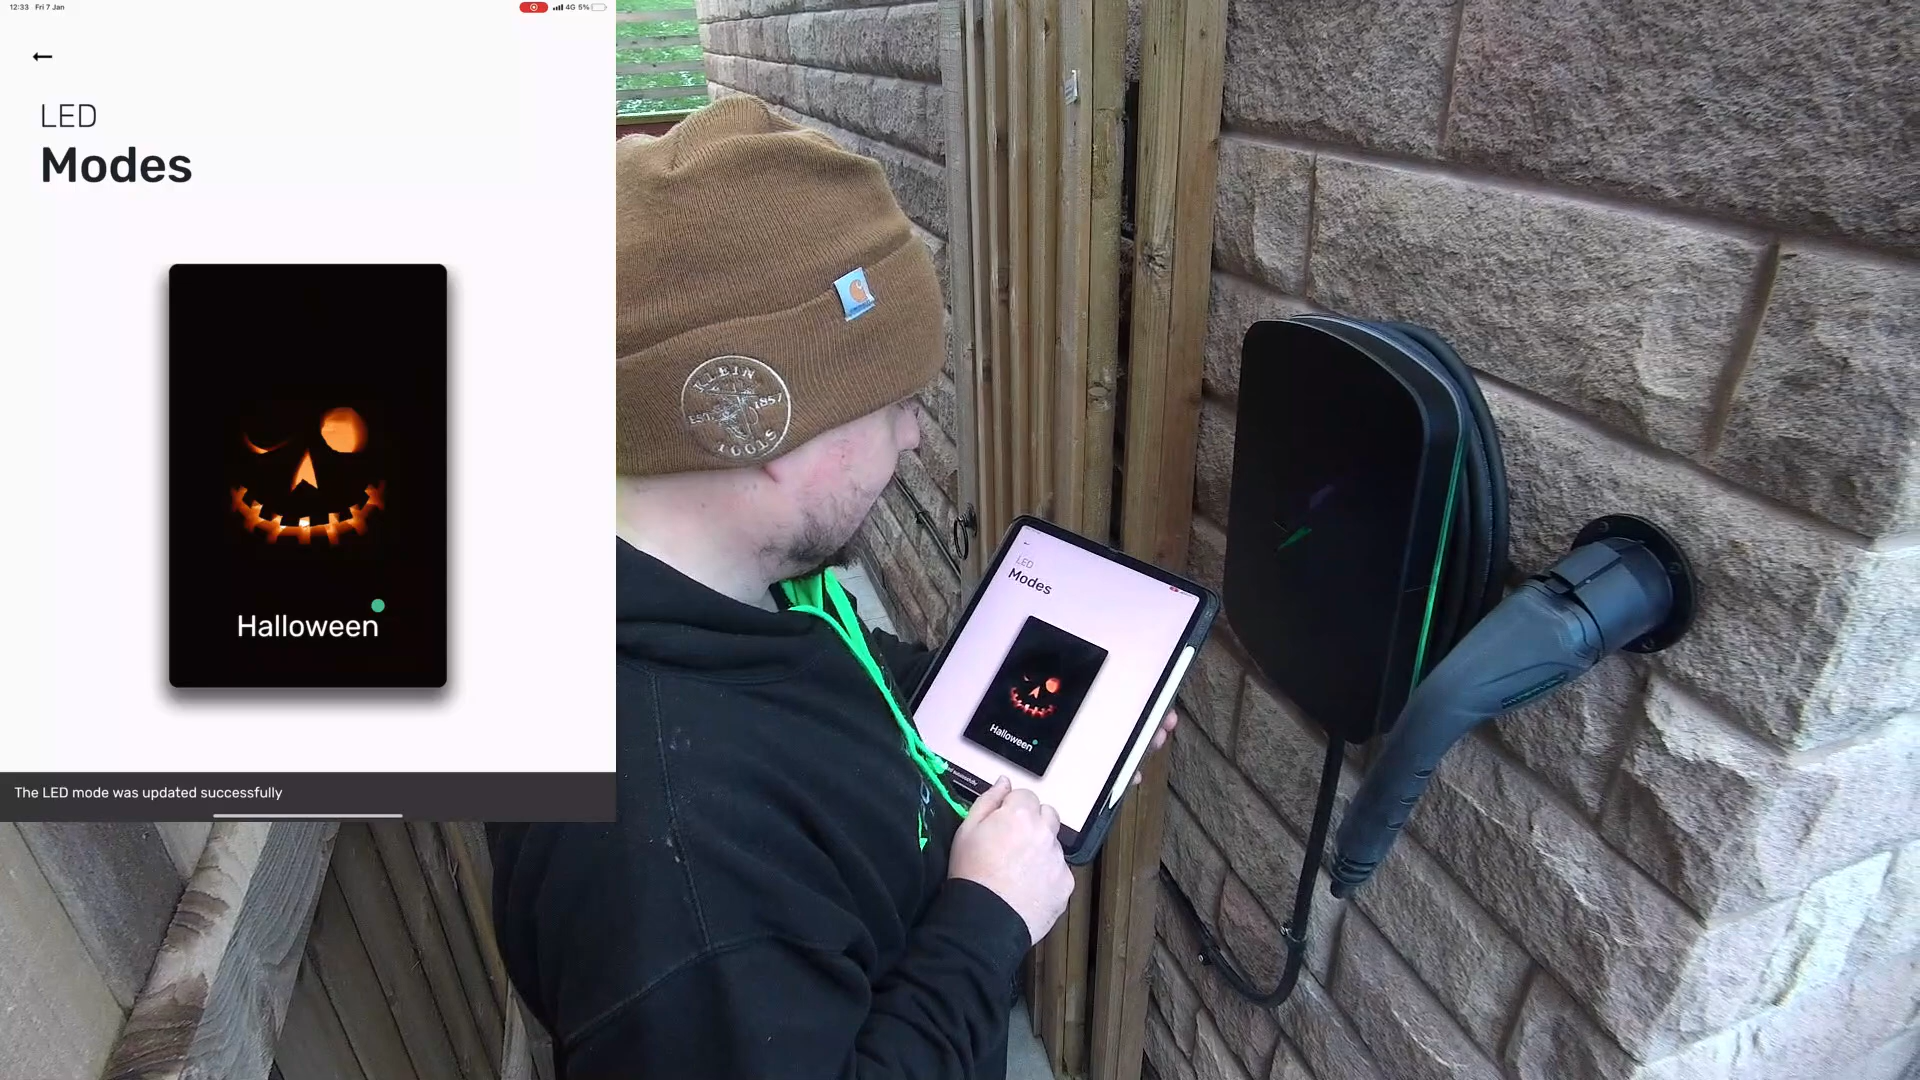 12:33 Fri 7 Jan
4G 5%
LED
Modes
Halloween
The LED mode was updated successfully
KLEIN
EST. 1857
TOOLS
LED
Modes
Halloween